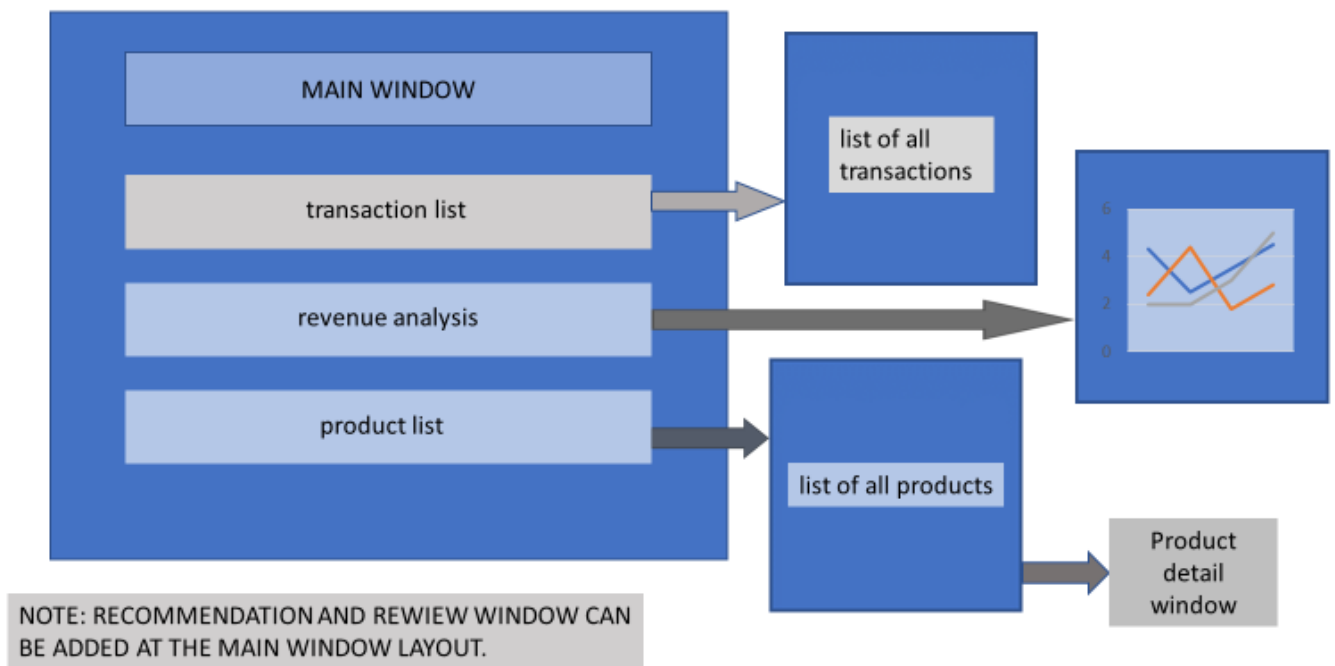 MAIN WINDOW
transaction list
revenue analysis
product list
list of all
transactions
6
4
2
0
list of all products
Product
detail
window
NOTE: RECOMMENDATION AND REWIEW WINDOW CAN
BE ADDED AT THE MAIN WINDOW LAYOUT.